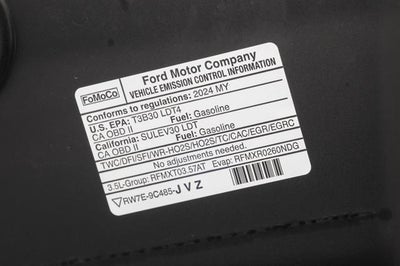 FoMoCo
Ford Motor Company
VEHICLE EMISSION CONTROL INFORMATION
Conforms to regulations: 2024 MY
U.S. EPA: T3B30 LDT4
CA OBD II Fuel: Gasoline
California: SULEV30 LDT
CA OBD II Fuel: Gasoline
TWC/DFI/SFI/WR-HO2S/HO2S/TC/CAC/EGR/EGRC
No adjustments needed.
3.5L-Group: RFMXT03.57AT Evap: RFMXR0260NDG
RW7E-9C485-JVZ